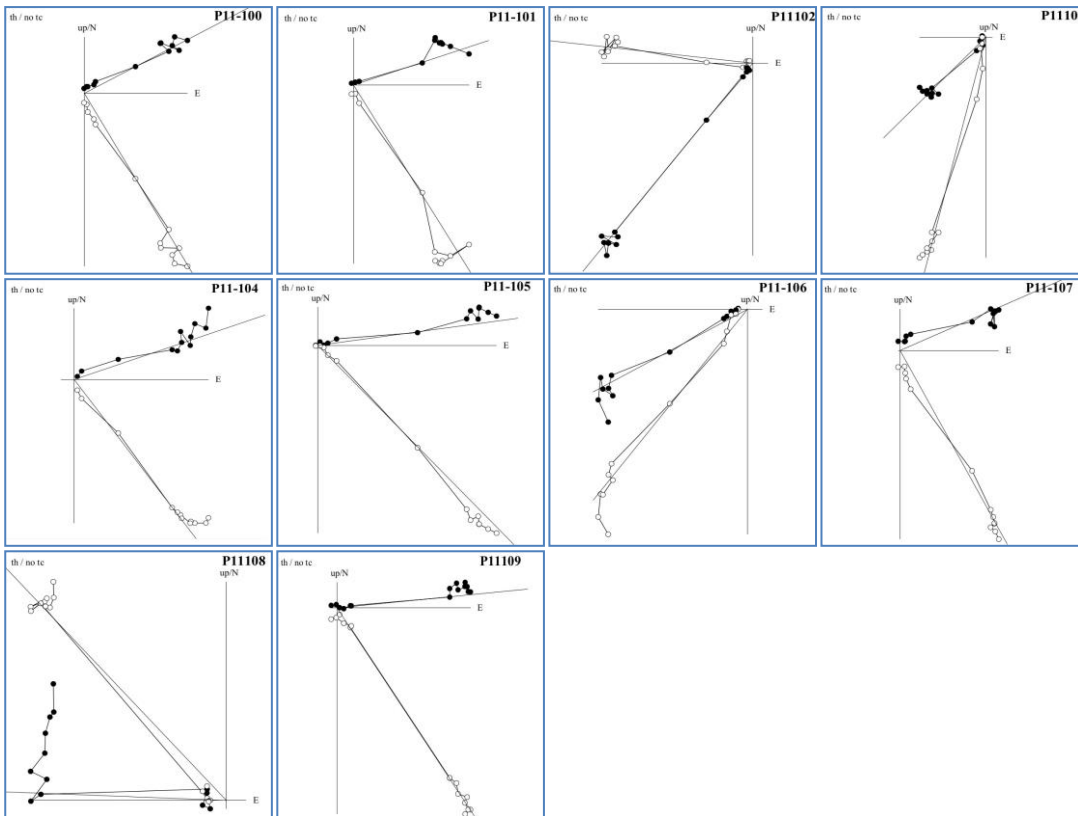 th / no tc P11-100
up/N
E
th / no tc P11-101
up/N
E
th / no tc P11102
up/N
E
th / no tc P1110
up/N
E
th / no tc P11-104
up/N
E
th / no tc P11-105
up/N
E
th / no tc P11-106
up/N
E
th / no tc P11-107
up/N
E
th / no tc P11108
up/N
E
th / no tc P11109
up/N
E